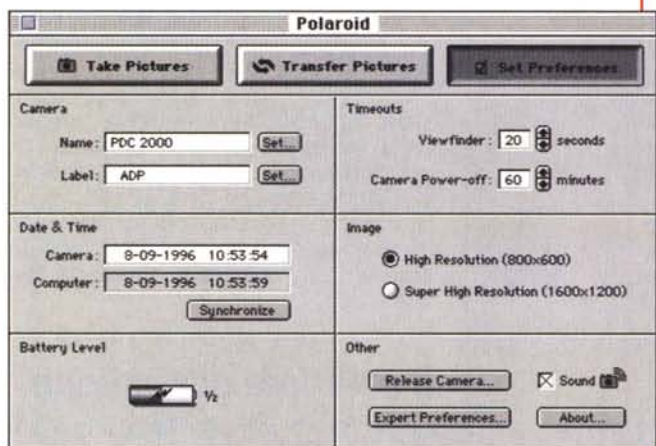 Polaroid
Take Pictures
Transfer Pictures
Set Preferences
Camera
Name: PDC 2000 Set...
Label: ADP Set...
Timeouts
Viewfinder: 20 seconds
Camera Power-off: 60 minutes
Date & Time
Camera: 8-09-1996 10:53:54
Computer: 8-09-1996 10:53:59
Synchronize
Image
High Resolution (800x600)
Super High Resolution (1600x1200)
Battery Level
1/2
Other
Release Camera... Sound
Expert Preferences... About...